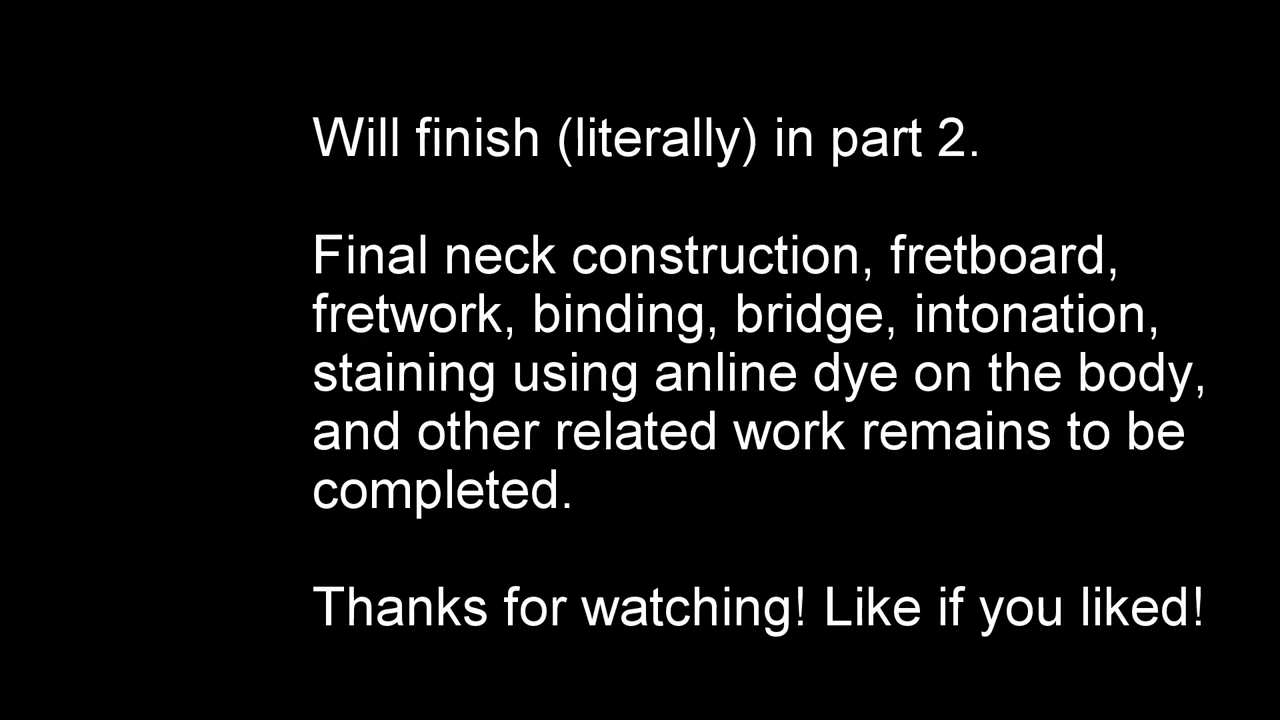 Will finish (literally) in part 2.
Final neck construction, fretboard,
fretwork, binding, bridge, intonation,
staining using anline dye on the body,
and other related work remains to be
completed.
Thanks for watching! Like if you liked!